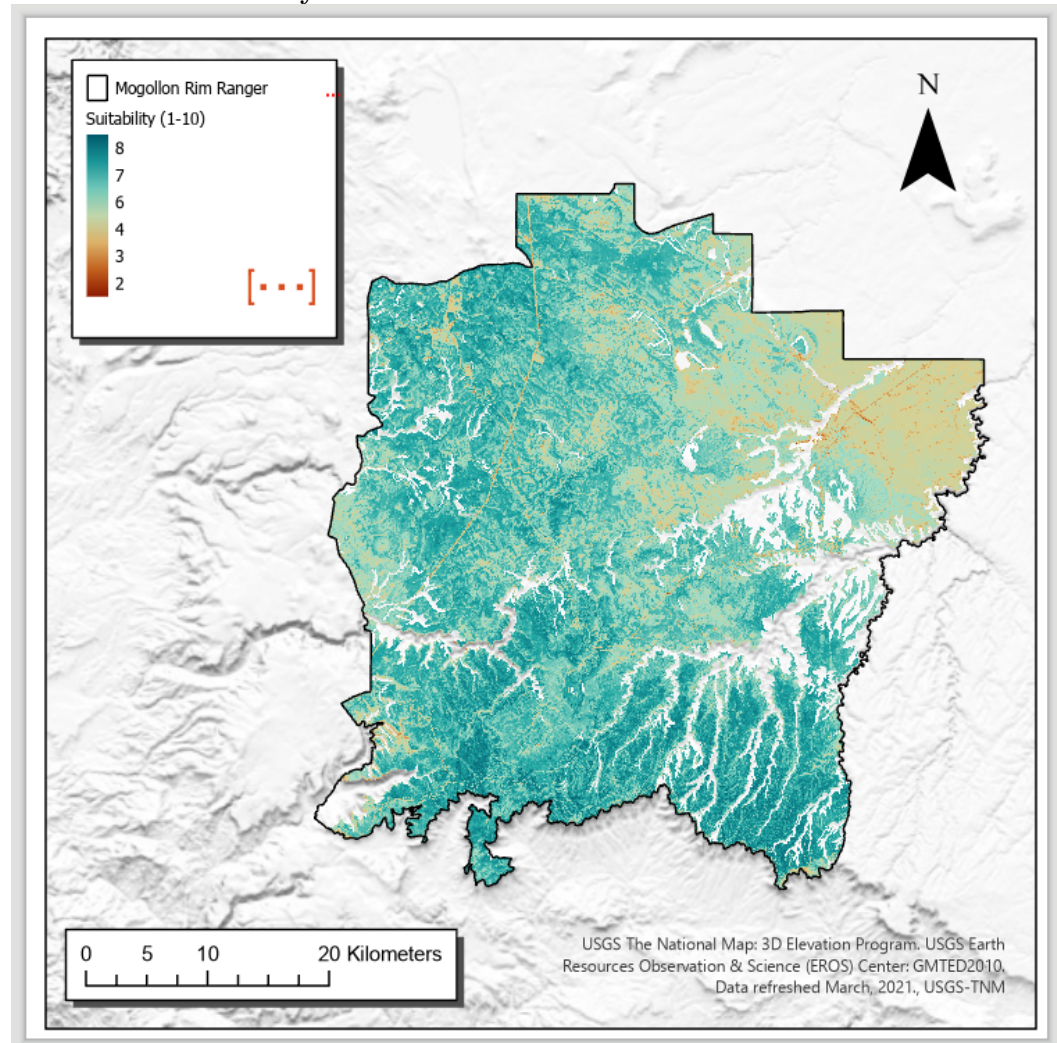 Mogollon Rim Ranger ...
Suitability (1-10)
8
7
6
4
3
2
[...]
N
0 5 10 20 Kilometers
USGS The National Map: 3D Elevation Program. USGS Earth
Resources Observation & Science (EROS) Center: GMTED2010.
Data refreshed March, 2021., USGS-TNM